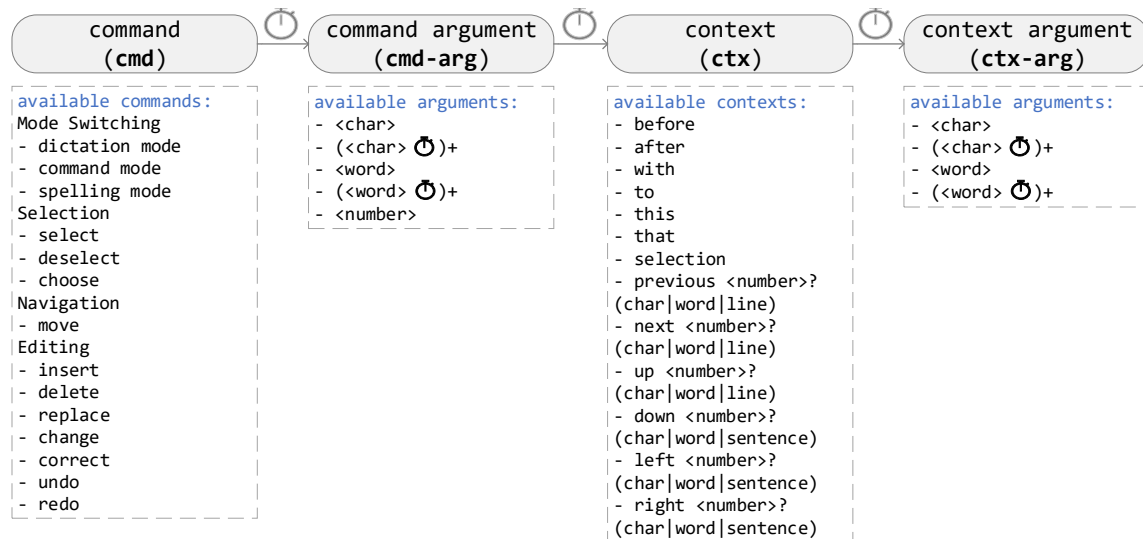 command
(cmd)
command argument
(cmd-arg)
context
(ctx)
context argument
(ctx-arg)
available commands:
Mode Switching
- dictation mode
- command mode
- spelling mode
Selection
- select
- deselect
- choose
Navigation
- move
Editing
- insert
- delete
- replace
- change
- correct
- undo
- redo
available arguments:
- <char>
- (<char> ⏱)+
- <word>
- (<word> ⏱)+
- <number>
available contexts:
- before
- after
- with
- to
- this
- that
- selection
- previous <number>?
(char|word|line)
- next <number>?
(char|word|line)
- up <number>?
(char|word|line)
- down <number>?
(char|word|sentence)
- left <number>?
(char|word|sentence)
- right <number>?
(char|word|sentence)
available arguments:
- <char>
- (<char> ⏱)+
- <word>
- (<word> ⏱)+